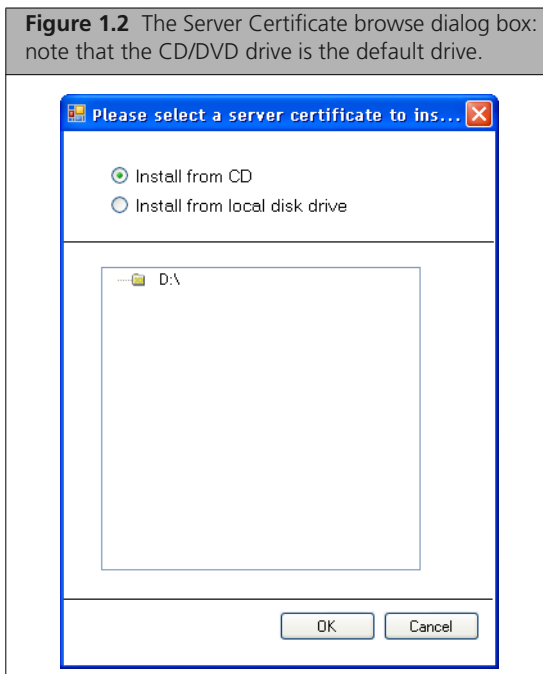 Figure 1.2 The Server Certificate browse dialog box:
note that the CD/DVD drive is the default drive.
Please select a server certificate to ins...
Install from CD
Install from local disk drive
D:\
OK
Cancel